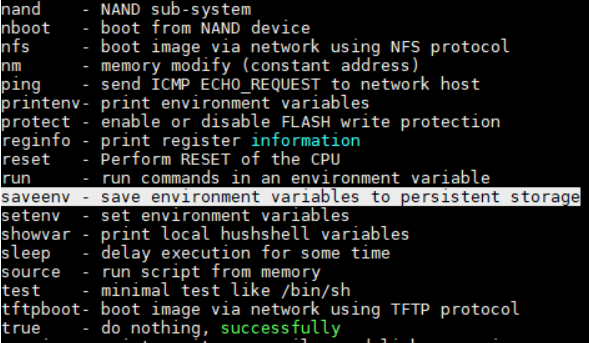 nand    - NAND sub-system
nboot   - boot from NAND device
nfs     - boot image via network using NFS protocol
nm      - memory modify (constant address)
ping    - send ICMP ECHO_REQUEST to network host
printenv- print environment variables
protect - enable or disable FLASH write protection
reginfo - print register information
reset   - Perform RESET of the CPU
run     - run commands in an environment variable
saveenv - save environment variables to persistent storage
setenv  - set environment variables
showvar - print local hushshell variables
sleep   - delay execution for some time
source  - run script from memory
test    - minimal test like /bin/sh
tftpboot- boot image via network using TFTP protocol
true    - do nothing, successfully